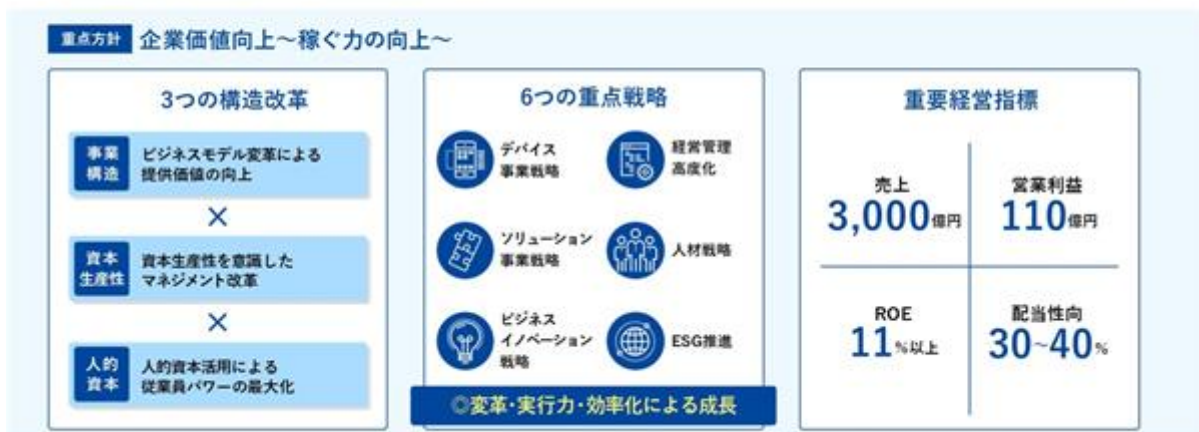 重点方針 企業価値向上～稼ぐ力の向上～
3つの構造改革
事業
構造
ビジネスモデル変革による
提供価値の向上
×
資本
生産性
資本生産性を意識した
マネジメント改革
×
人的
資本
人的資本活用による
従業員パワーの最大化
6つの重点戦略
デバイス
事業戦略
経営管理
高度化
ソリューション
事業戦略
人材戦略
ビジネス
イノベーション
戦略
ESG推進
◎変革・実行力・効率化による成長
重要経営指標
売上
3,000億円
営業利益
110億円
ROE
11%以上
配当性向
30~40%